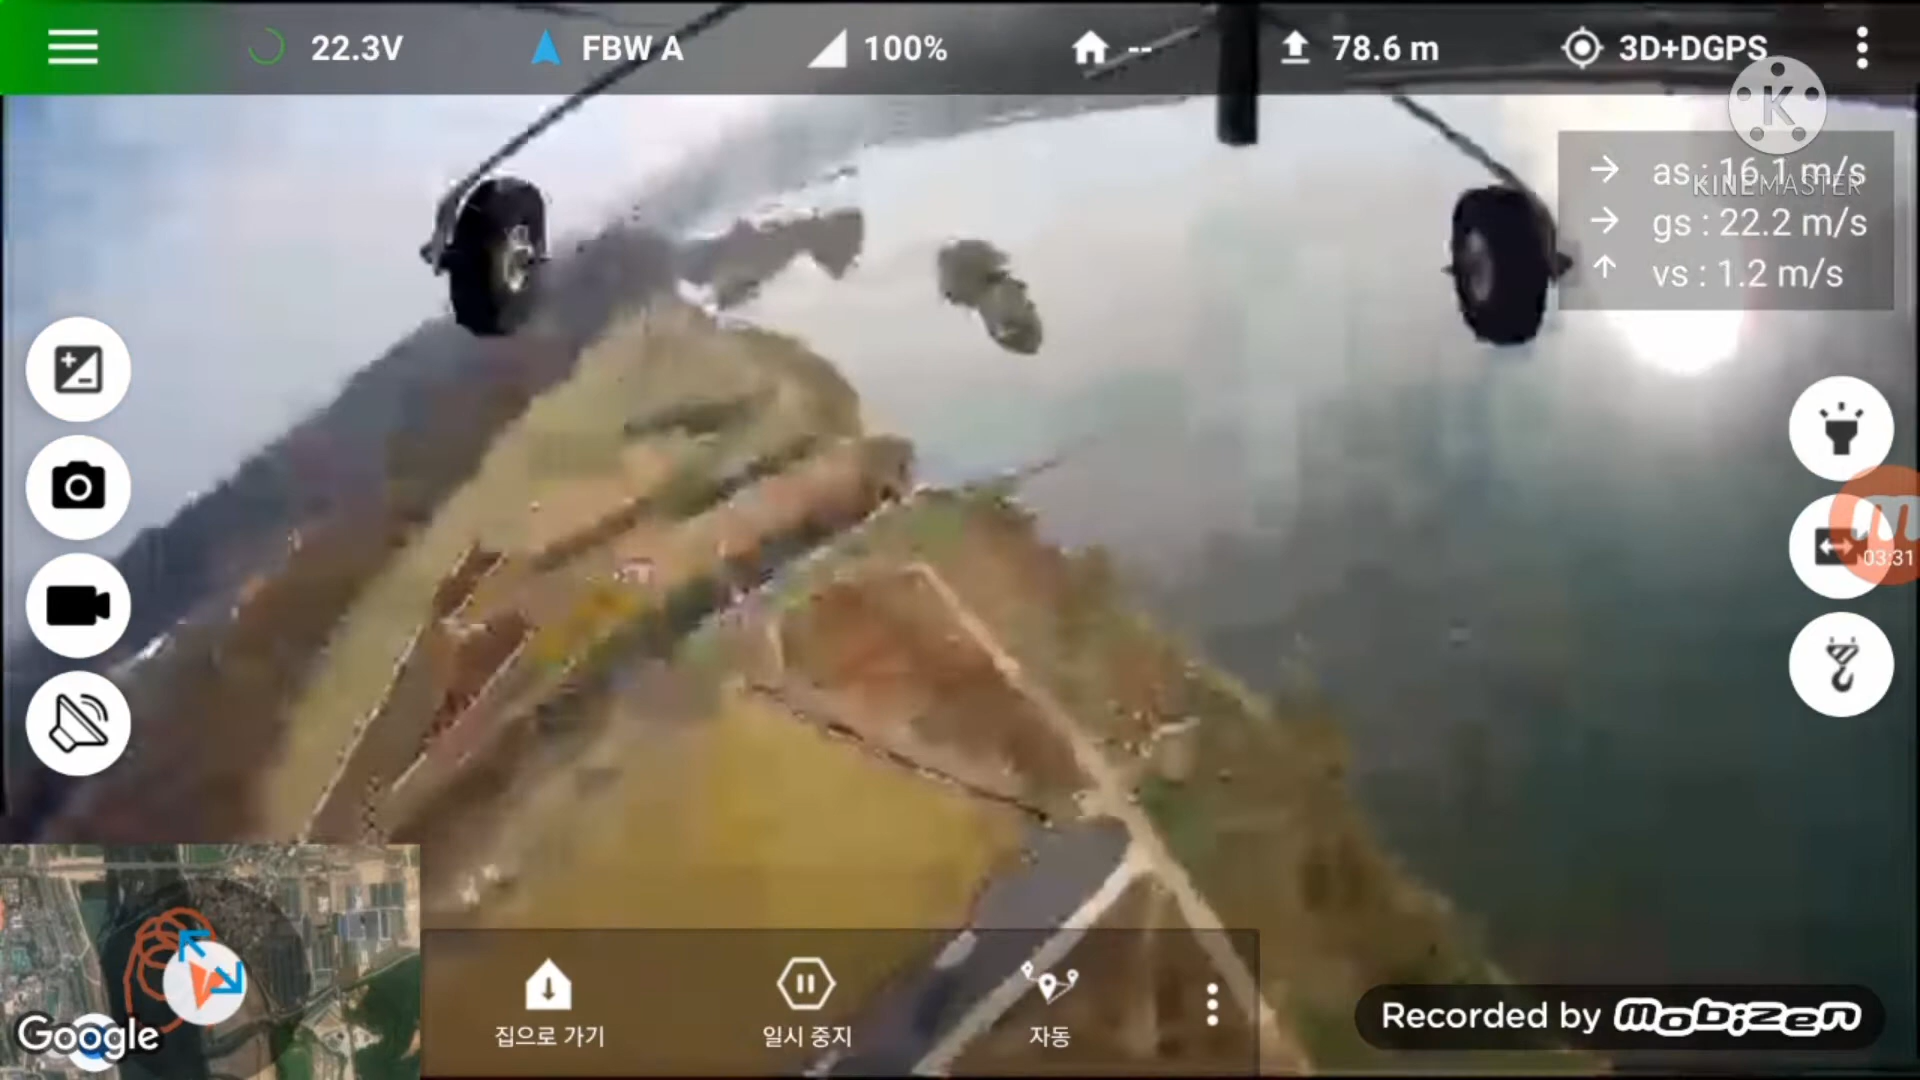 22.3V FBW A 100% -- 78.6 m 3D+DGPS
K
KINEMASTER
as : 16.1 m/s
gs : 22.2 m/s
vs : 1.2 m/s
03:31
Google
집으로 가기 일시 중지 자동
Recorded by mobizen